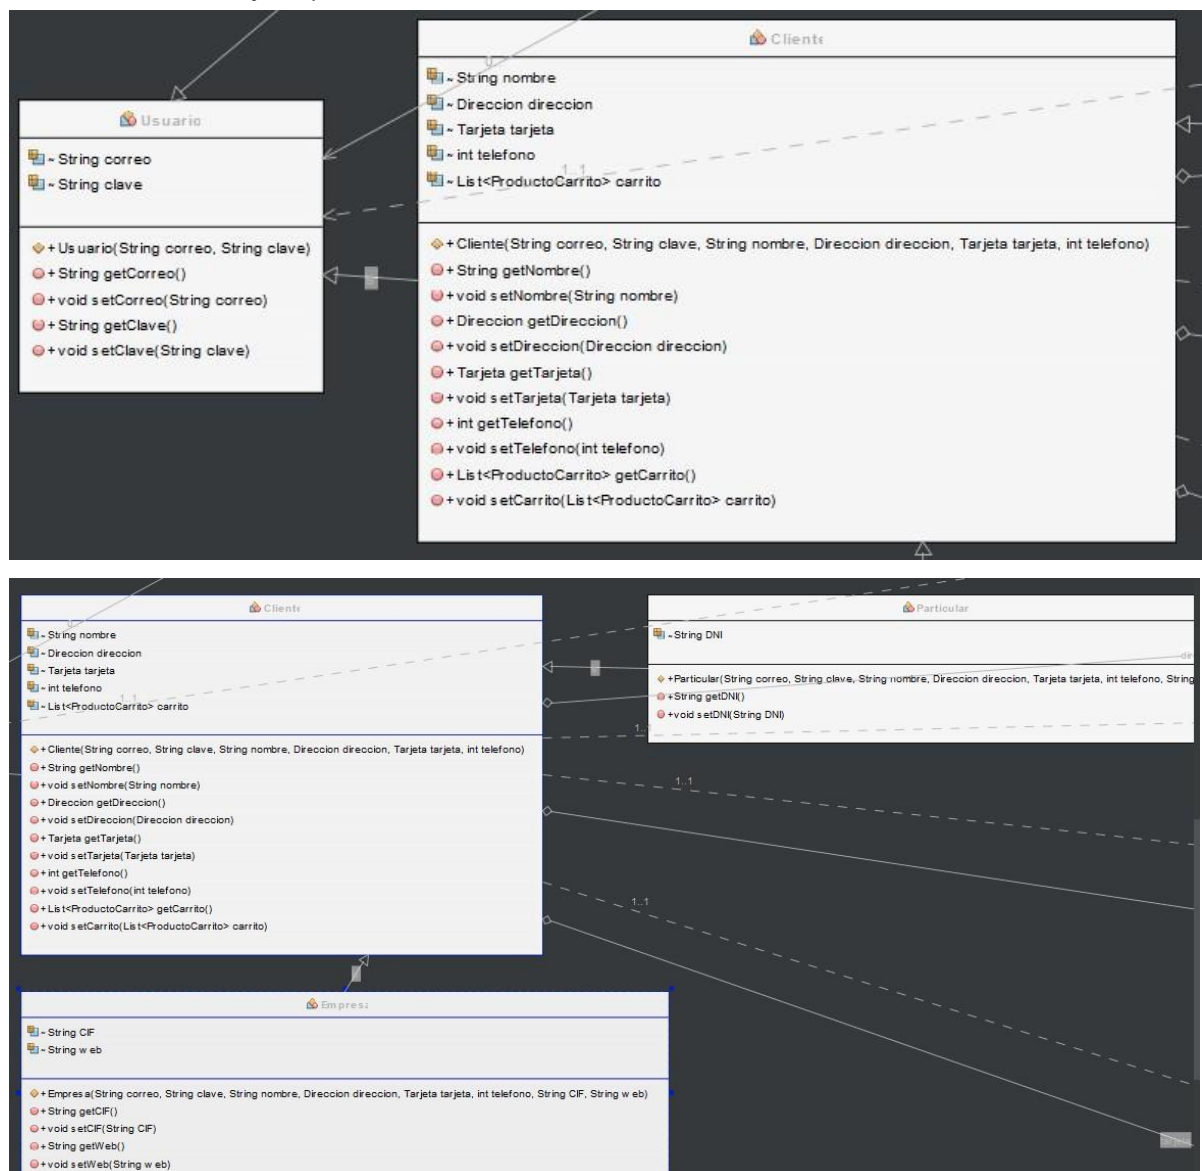 Usuario
~ String correo
~ String clave
+ Usuario(String correo, String clave)
+ String getCorreo()
+ void setCorreo(String correo)
+ String getClave()
+ void setClave(String clave)
Cliente
~ String nombre
~ Direccion direccion
~ Tarjeta tarjeta
~ int telefono
1..1
~ List<ProductoCarrito> carrito
+ Cliente(String correo, String clave, String nombre, Direccion direccion, Tarjeta tarjeta, int telefono)
+ String getNombre()
+ void setNombre(String nombre)
+ Direccion getDireccion()
+ void setDireccion(Direccion direccion)
+ Tarjeta getTarjeta()
+ void setTarjeta(Tarjeta tarjeta)
+ int getTelefono()
+ void setTelefono(int telefono)
+ List<ProductoCarrito> getCarrito()
+ void setCarrito(List<ProductoCarrito> carrito)
Cliente
~ String nombre
~ Direccion direccion
~ Tarjeta tarjeta
~ int telefono
1..1
~ List<ProductoCarrito> carrito
+ Cliente(String correo, String clave, String nombre, Direccion direccion, Tarjeta tarjeta, int telefono)
+ String getNombre()
+ void setNombre(String nombre)
+ Direccion getDireccion()
+ void setDireccion(Direccion direccion)
+ Tarjeta getTarjeta()
+ void setTarjeta(Tarjeta tarjeta)
+ int getTelefono()
+ void setTelefono(int telefono)
+ List<ProductoCarrito> getCarrito()
+ void setCarrito(List<ProductoCarrito> carrito)
Particular
~ String DNI
+Particular(String correo, String clave, String nombre, Direccion direccion, Tarjeta tarjeta, int telefono, String
+String getDNI()
+void setDNI(String DNI)
1..1
1..1
1..1
Empresa
~ String CIF
~ String web
+ Empresa(String correo, String clave, String nombre, Direccion direccion, Tarjeta tarjeta, int telefono, String CIF, String web)
+ String getCIF()
+ void setCIF(String CIF)
+ String getWeb()
+ void setWeb(String web)
tarjeta